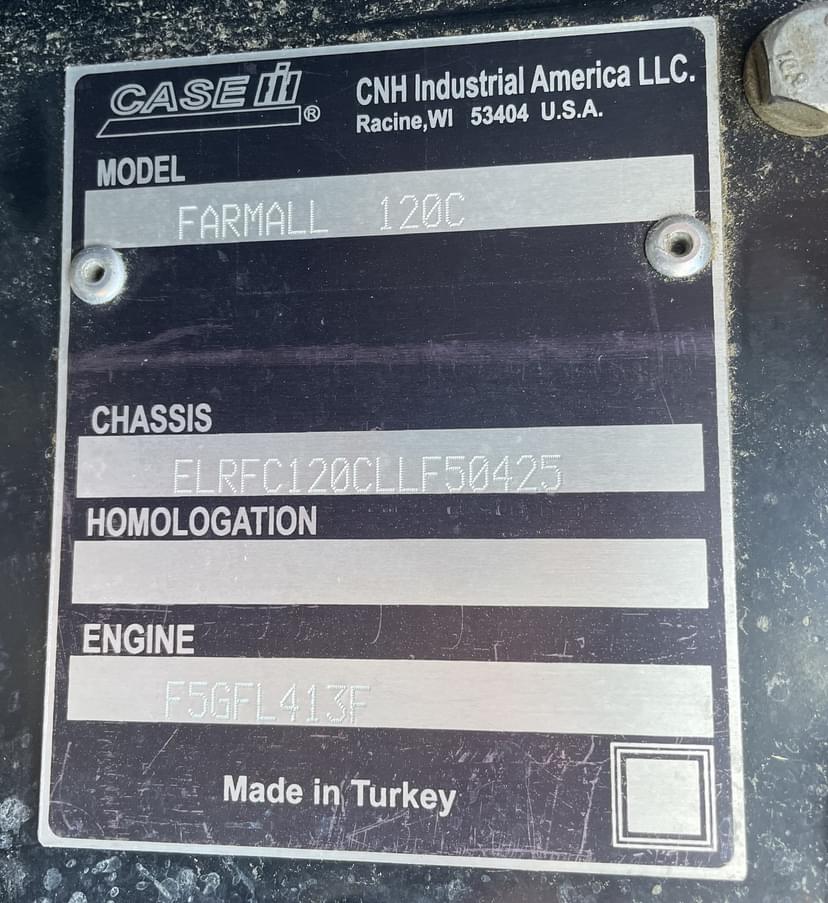 CASE IH®
CNH Industrial America LLC.
Racine,WI 53404 U.S.A.
MODEL
FARMALL 120C
CHASSIS
ELRFC120CLLF50425
HOMOLOGATION
ENGINE
F5GFL413F
Made in Turkey